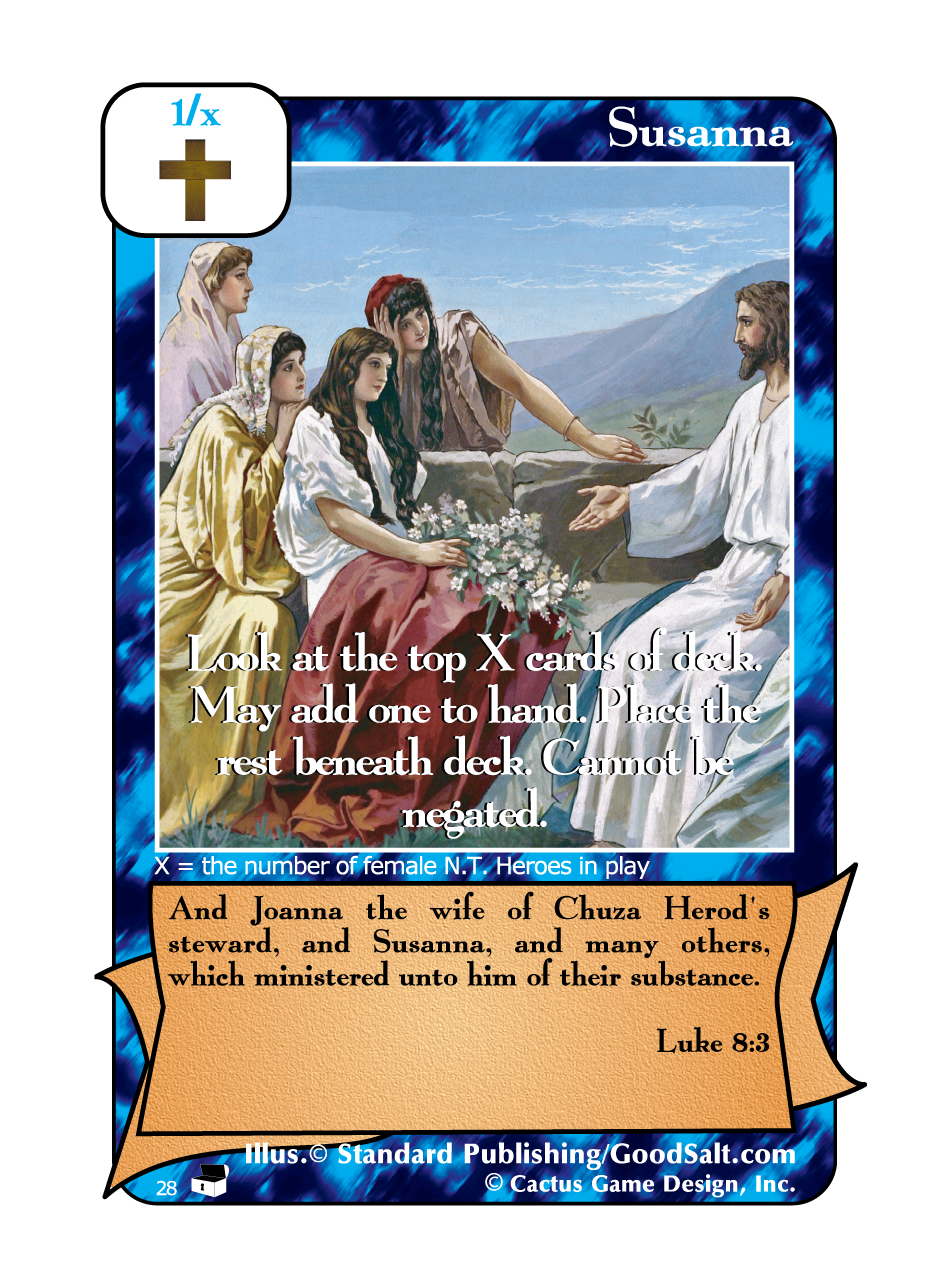 1/x
Susanna
Look at the top X cards of deck.
May add one to hand. Place the
rest beneath deck. Cannot be
negated.
X = the number of female N.T. Heroes in play
And Joanna the wife of Chuza Herod's
steward, and Susanna, and many others,
which ministered unto him of their substance.
Luke 8:3
Illus.© Standard Publishing/GoodSalt.com
28
© Cactus Game Design, Inc.